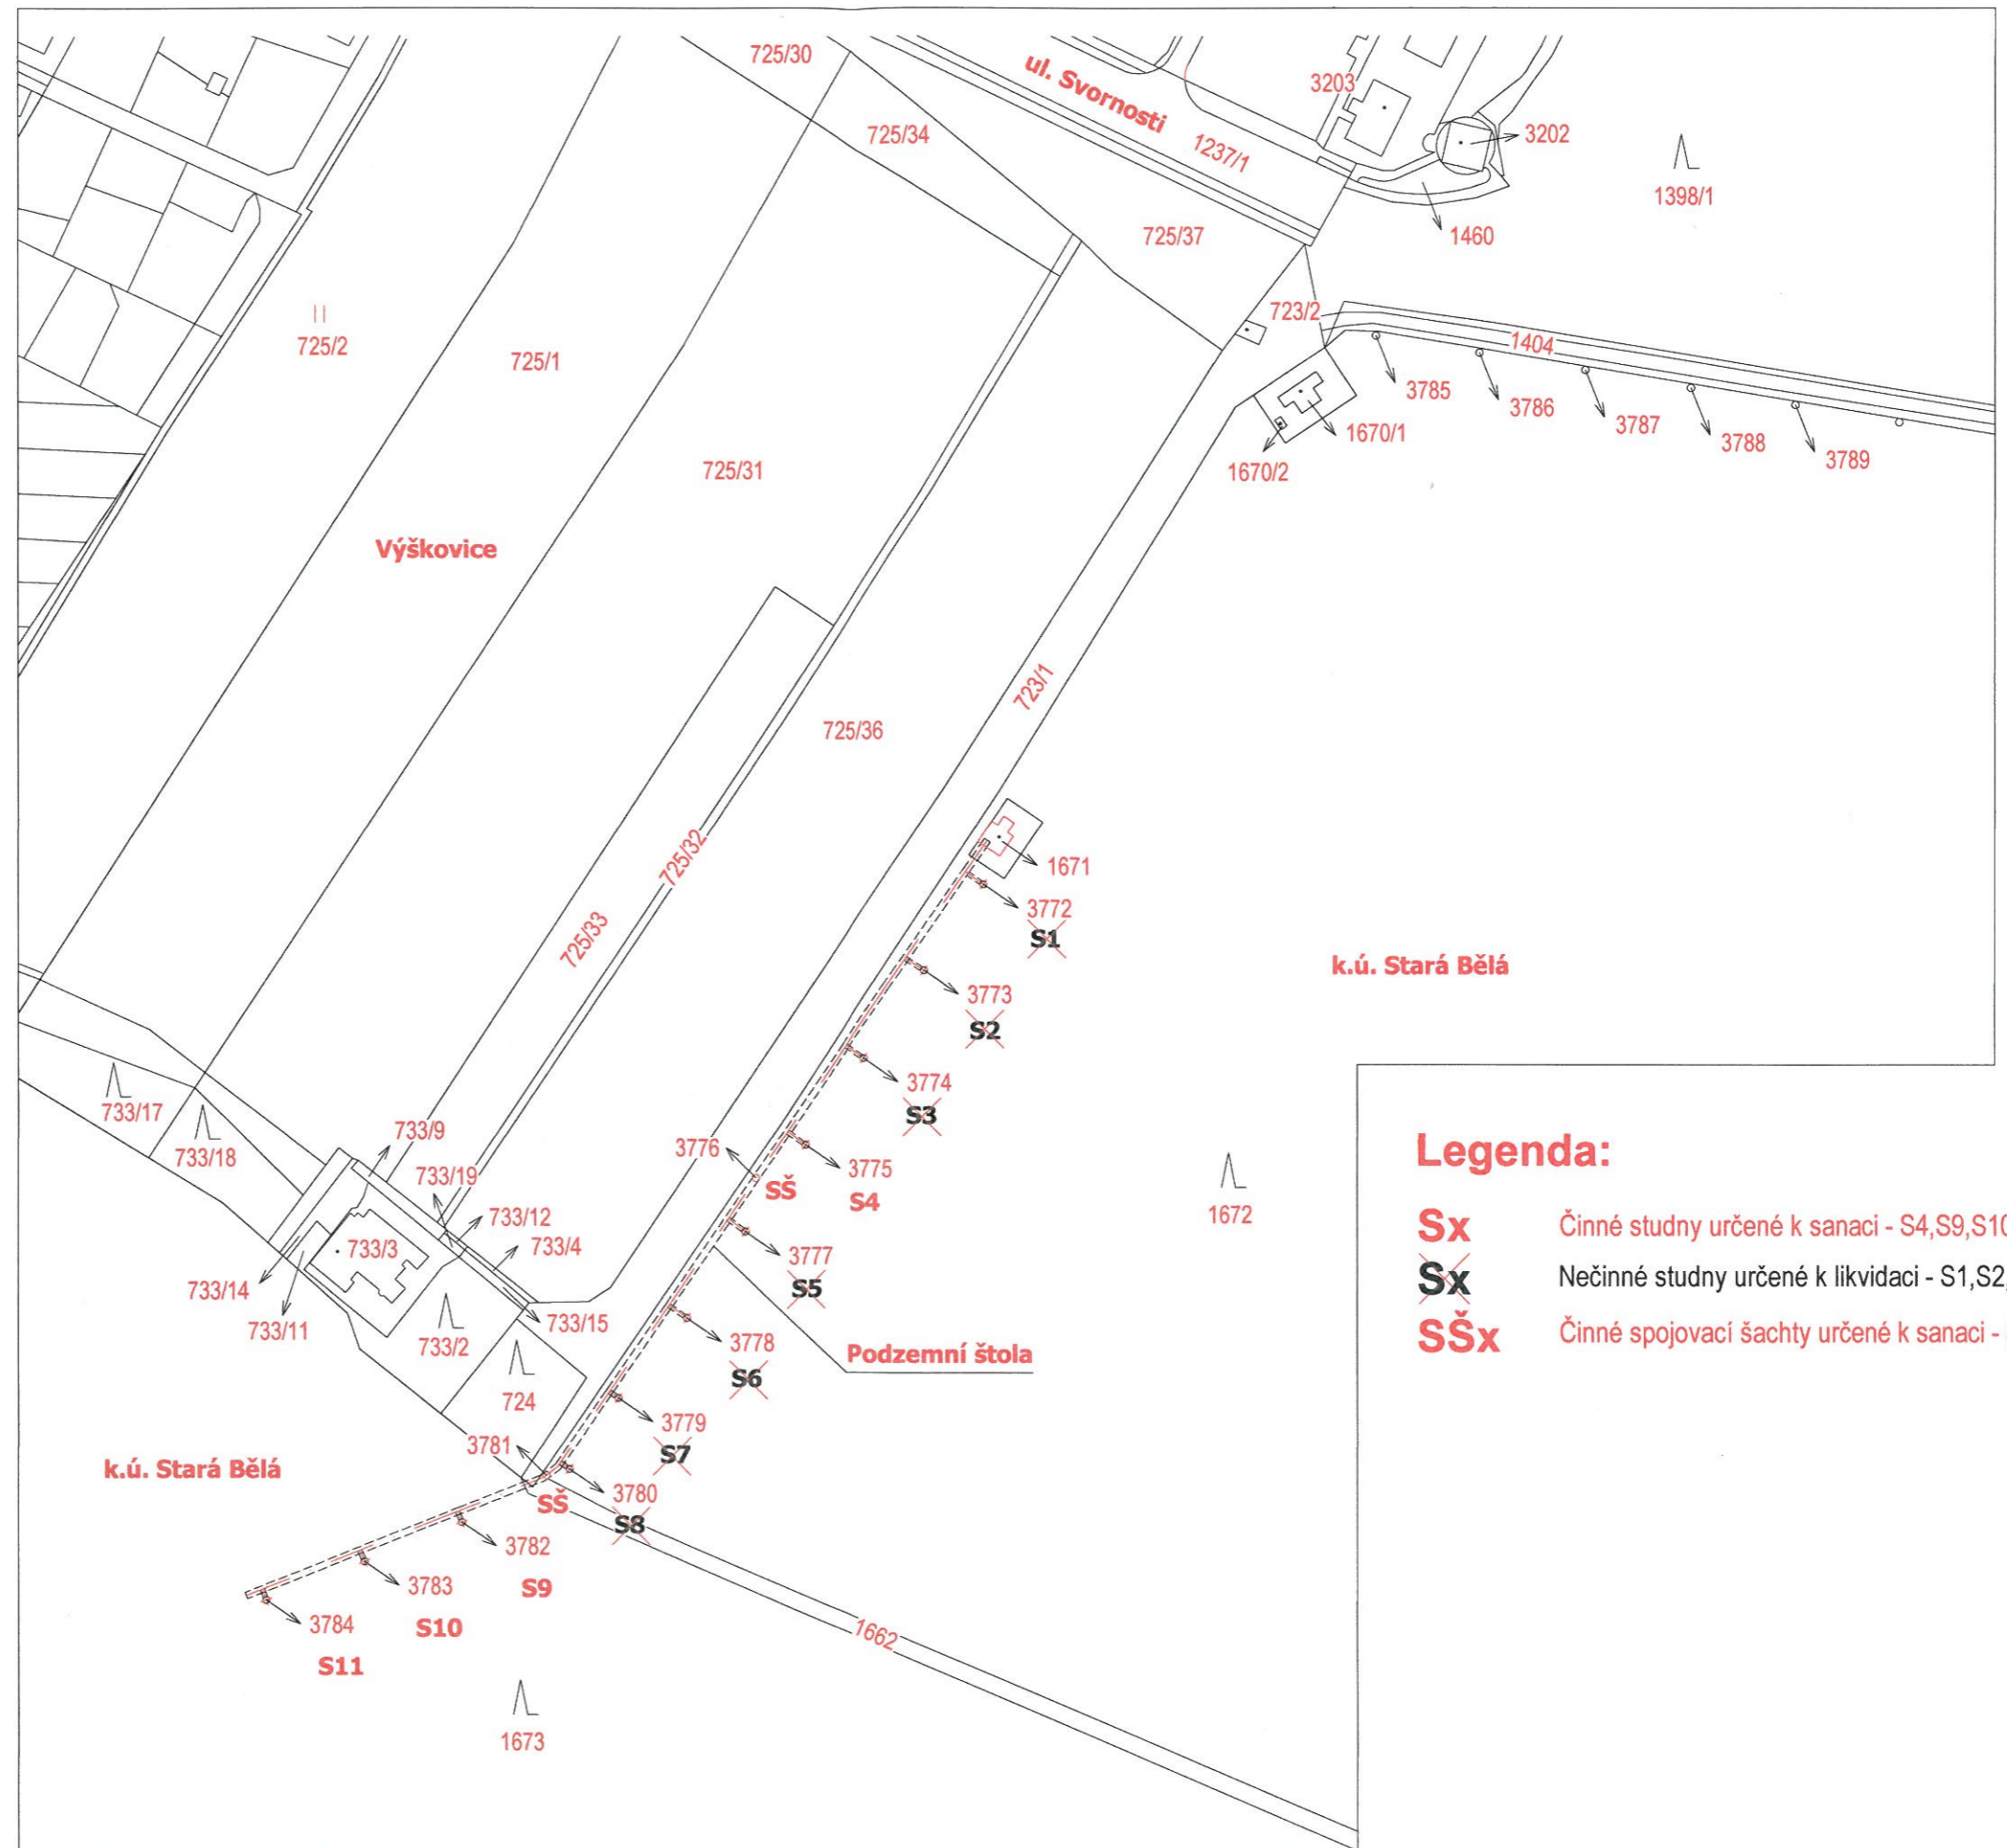 725/30
ul. Svornosti
3203
725/34
1237/1
3202
1398/1
725/37
1460
723/2
725/2
725/1
1404
3785
3786
3787
3788
3789
1670/1
1670/2
725/31
Výškovice
723/1
725/36
725/32
1671
3772
S1
725/33
k.ú. Stará Bělá
3773
S2
3774
S3
733/17
733/18
733/9
733/19
3776
SŠ
3775
S4
1672
733/12
733/4
733/3
733/14
733/11
733/2
733/15
724
3777
S5
3778
S6
Podzemní štola
3779
S7
3781
3780
SŠ
S8
k.ú. Stará Bělá
3782
S9
3783
S10
3784
S11
1662
1673
Legenda:
Sx Činné studny určené k sanaci - S4,S9,S10
Sx Nečinné studny určené k likvidaci - S1,S2,
SŠx Činné spojovací šachty určené k sanaci -